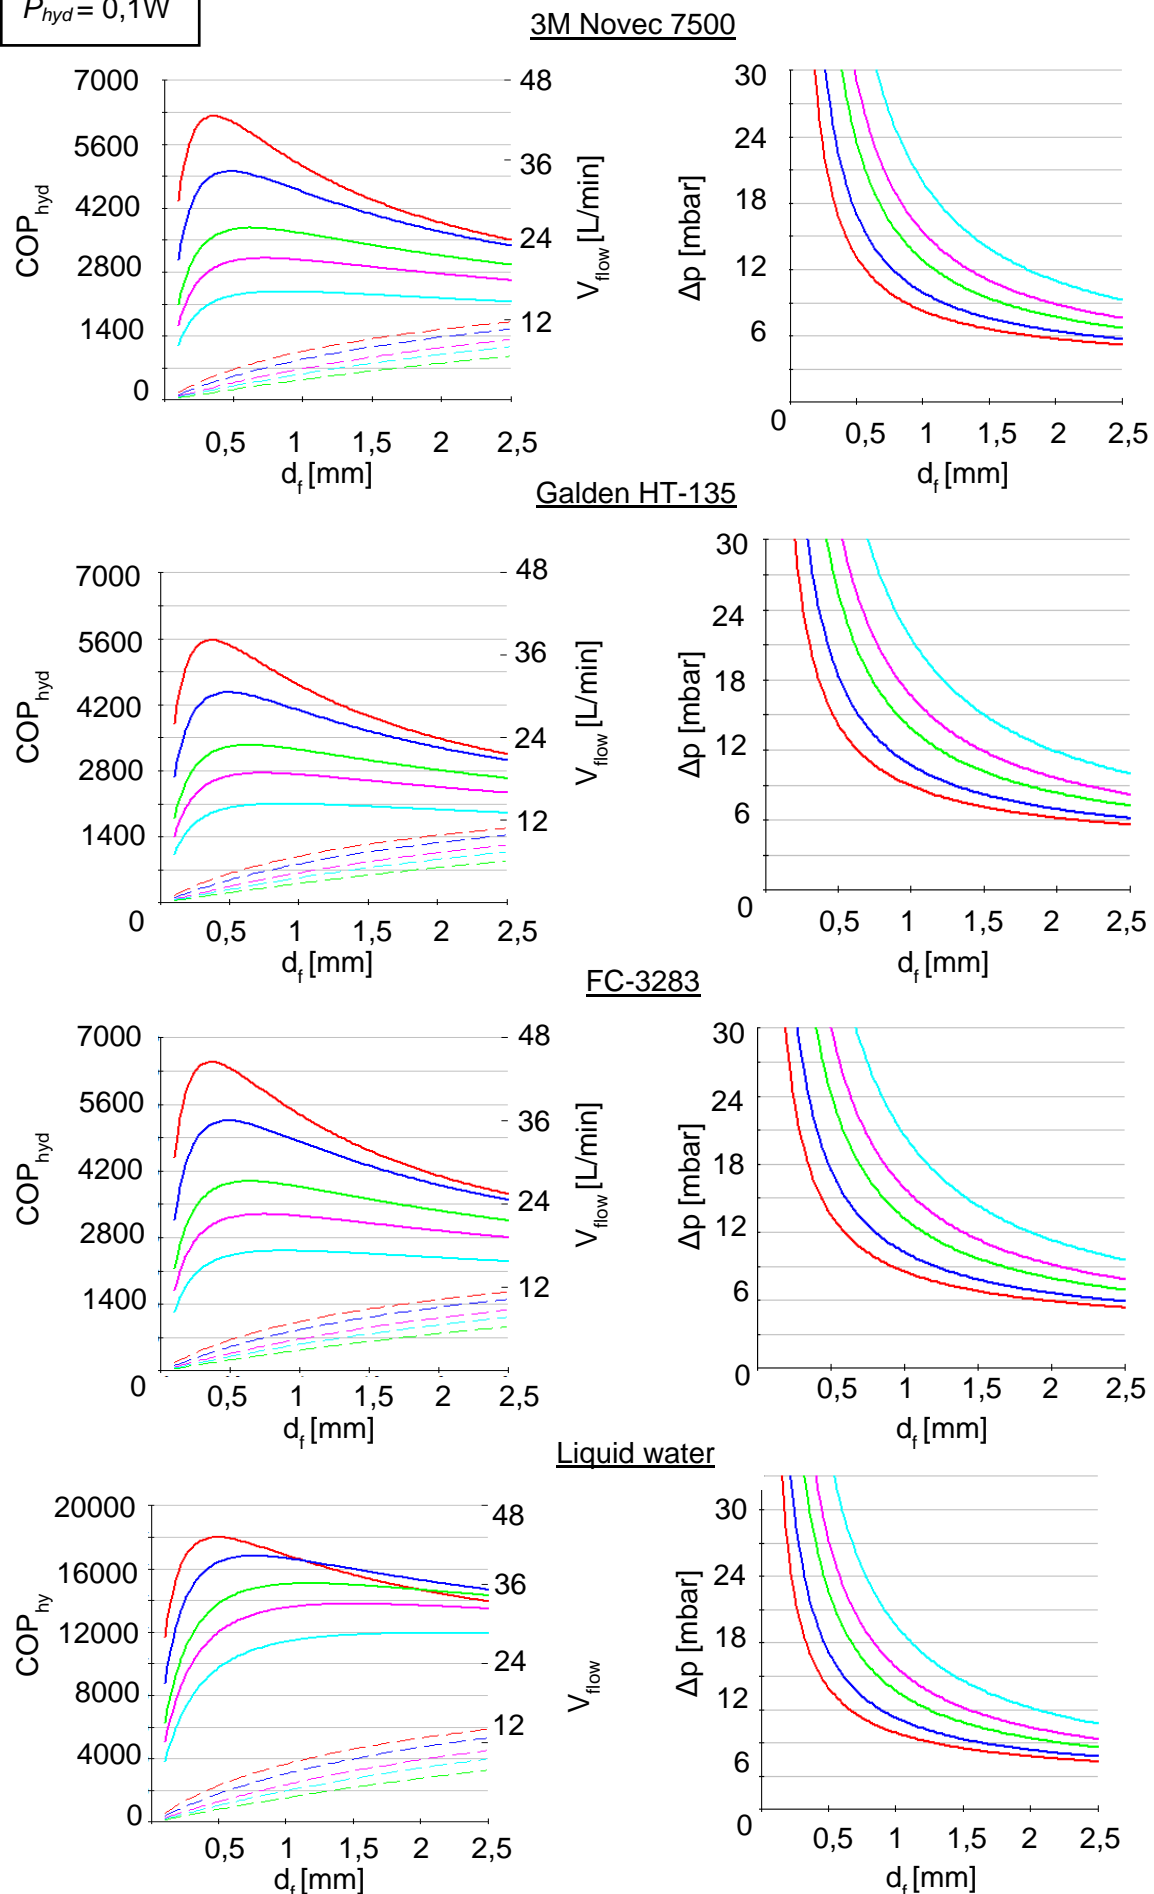 P_hyd = 0,1W
3M Novec 7500
7000
5600
4200
2800
1400
0
COP_hyd
48
36
24
12
V_flow [L/min]
0,5 1 1,5 2 2,5
d_f [mm]
30
24
18
12
6
0
Δp [mbar]
0,5 1 1,5 2 2,5
d_f [mm]
Galden HT-135
7000
5600
4200
2800
1400
0
COP_hyd
48
36
24
12
V_flow [L/min]
0,5 1 1,5 2 2,5
d_f [mm]
30
24
18
12
6
0
Δp [mbar]
0,5 1 1,5 2 2,5
d_f [mm]
FC-3283
7000
5600
4200
2800
1400
0
COP_hyd
48
36
24
12
V_flow [L/min]
0,5 1 1,5 2 2,5
d_f [mm]
30
24
18
12
6
0
Δp [mbar]
0,5 1 1,5 2 2,5
d_f [mm]
Liquid water
20000
16000
12000
8000
4000
0
COP_hy
48
36
24
12
V_flow
0,5 1 1,5 2 2,5
d_f [mm]
30
24
18
12
6
0
Δp [mbar]
0,5 1 1,5 2 2,5
d_f [mm]